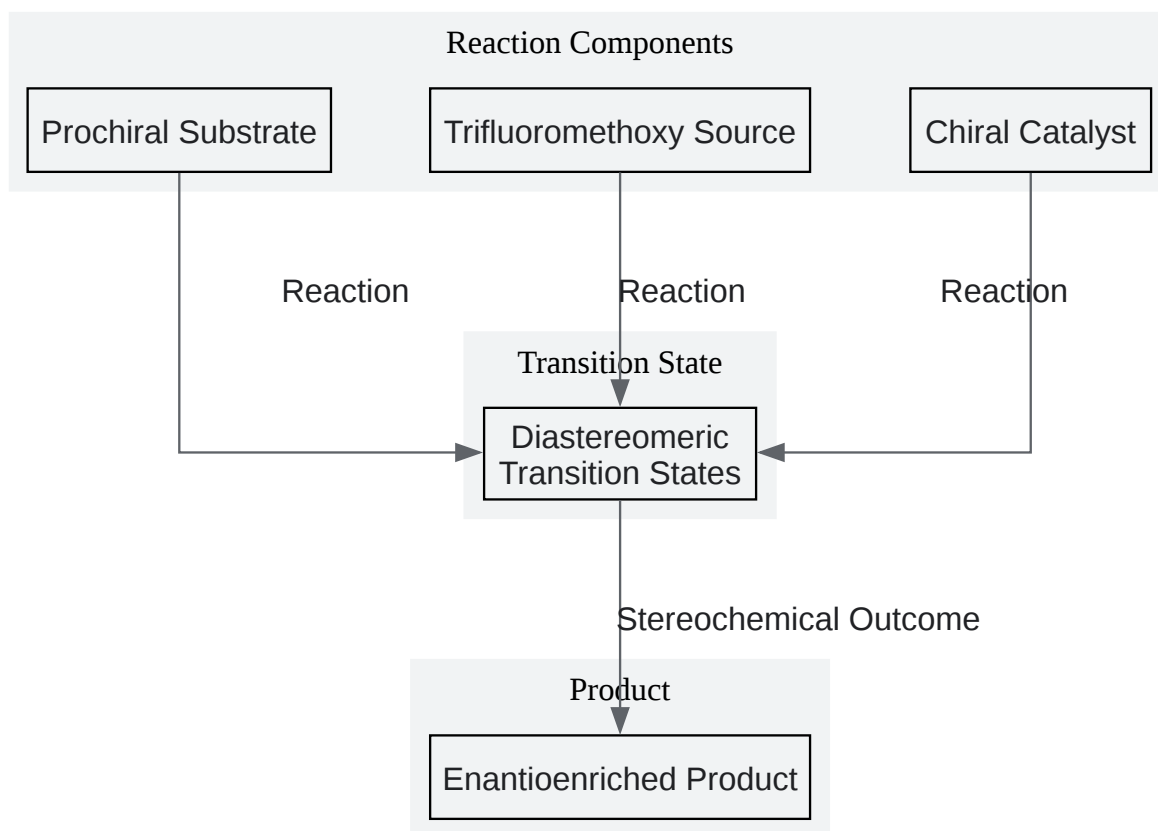 Reaction Components
Prochiral Substrate
Trifluoromethoxy Source
Chiral Catalyst
Reaction
Reaction
Reaction
Transition State
Diastereomeric
Transition States
Stereochemical Outcome
Product
Enantioenriched Product